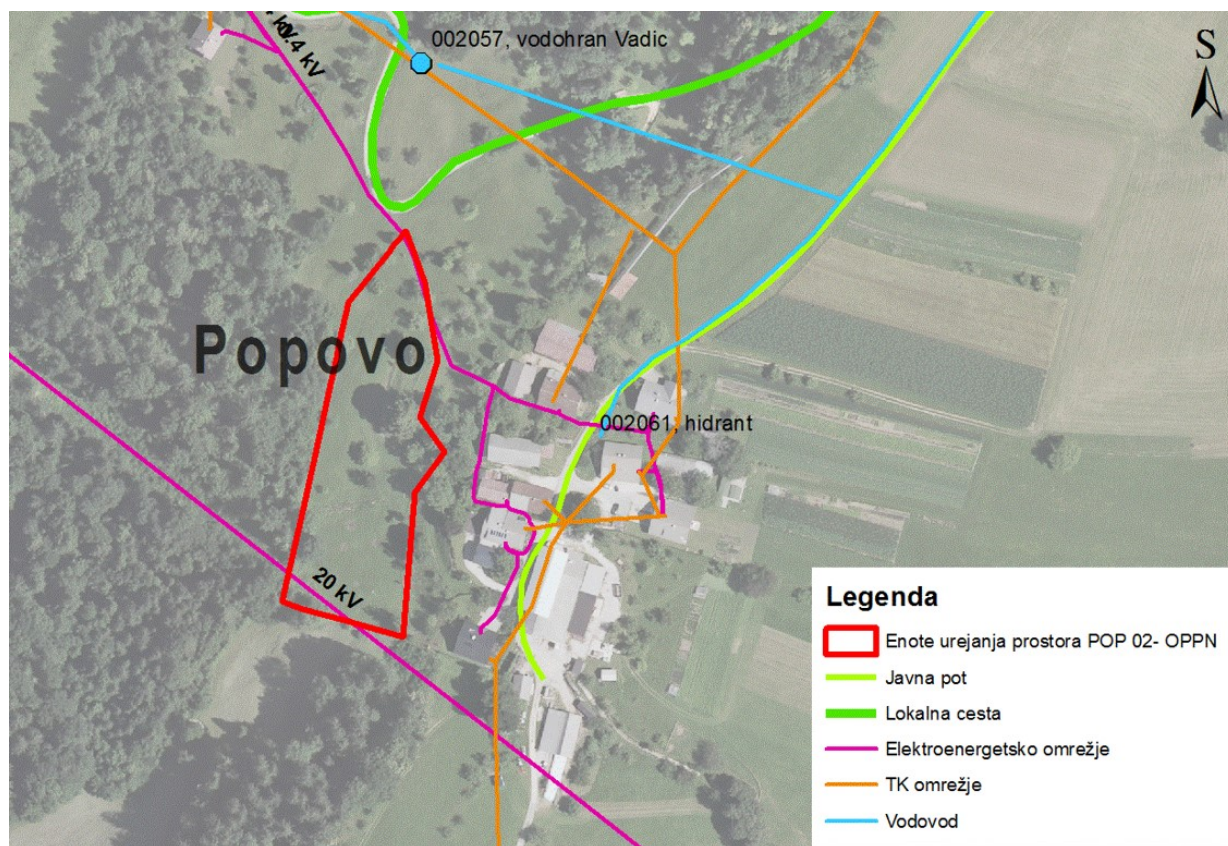 0.4 kV
002057, vodohran Vadic
S
Popovo
002061, hidrant
20 kV
Legenda
Enote urejanja prostora POP 02- OPPN
Javna pot
Lokalna cesta
Elektroenergetsko omrežje
TK omrežje
Vodovod